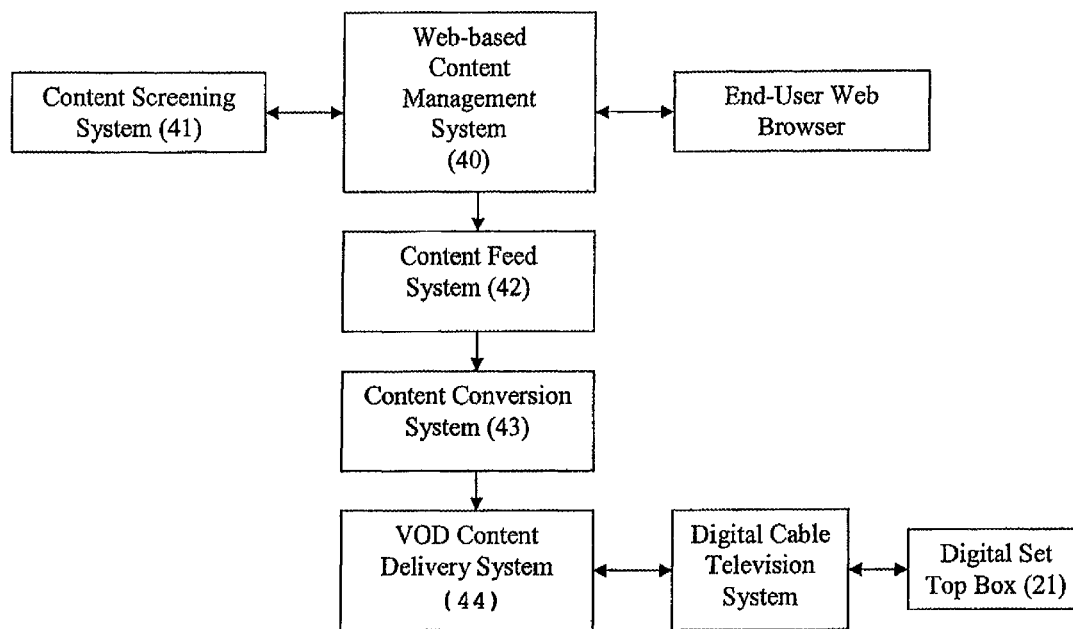 Web-based
Content
Management
System
(40)
Content Screening
System (41)
End-User Web
Browser
Content Feed
System (42)
Content Conversion
System (43)
VOD Content
Delivery System
(44)
Digital Cable
Television
System
Digital Set
Top Box (21)